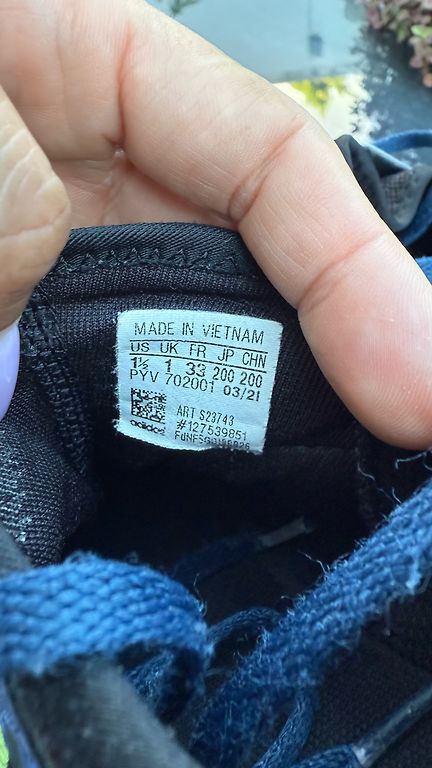 MADE IN VIETNAM
US UK FR JP CHN
1½ 1 33 200 200
PYV 702001 03/21
ART S23743
#127539851
adidas